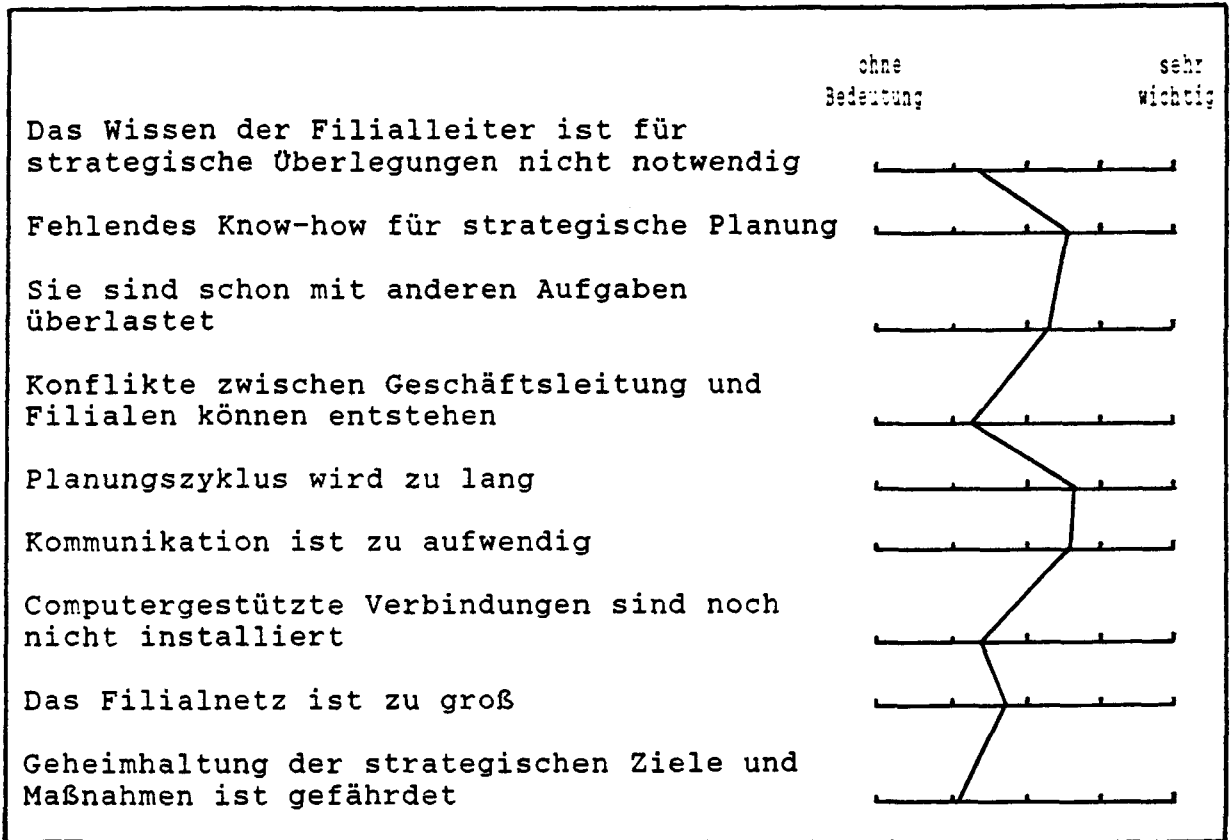 ohne sehr
Bedeutung wichtig
Das Wissen der Filialleiter ist für
strategische Überlegungen nicht notwendig
Fehlendes Know-how für strategische Planung
Sie sind schon mit anderen Aufgaben
überlastet
Konflikte zwischen Geschäftsleitung und
Filialen können entstehen
Planungszyklus wird zu lang
Kommunikation ist zu aufwendig
Computergestützte Verbindungen sind noch
nicht installiert
Das Filialnetz ist zu groß
Geheimhaltung der strategischen Ziele und
Maßnahmen ist gefährdet